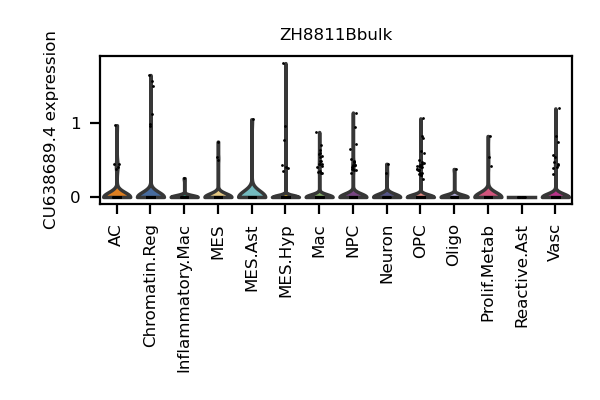 ZH8811Bbulk
CU638689.4 expression
1
0
AC
Chromatin.Reg
Inflammatory.Mac
MES
MES.Ast
MES.Hyp
Mac
NPC
Neuron
OPC
Oligo
Prolif.Metab
Reactive.Ast
Vasc